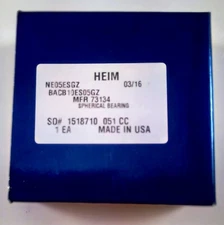 HEIM
NE05ESGZ 03/16
BACB10ES05GZ
MFR 73134
SPHERICAL BEARING
SO# 1518710 051 CC
1 EA MADE IN USA